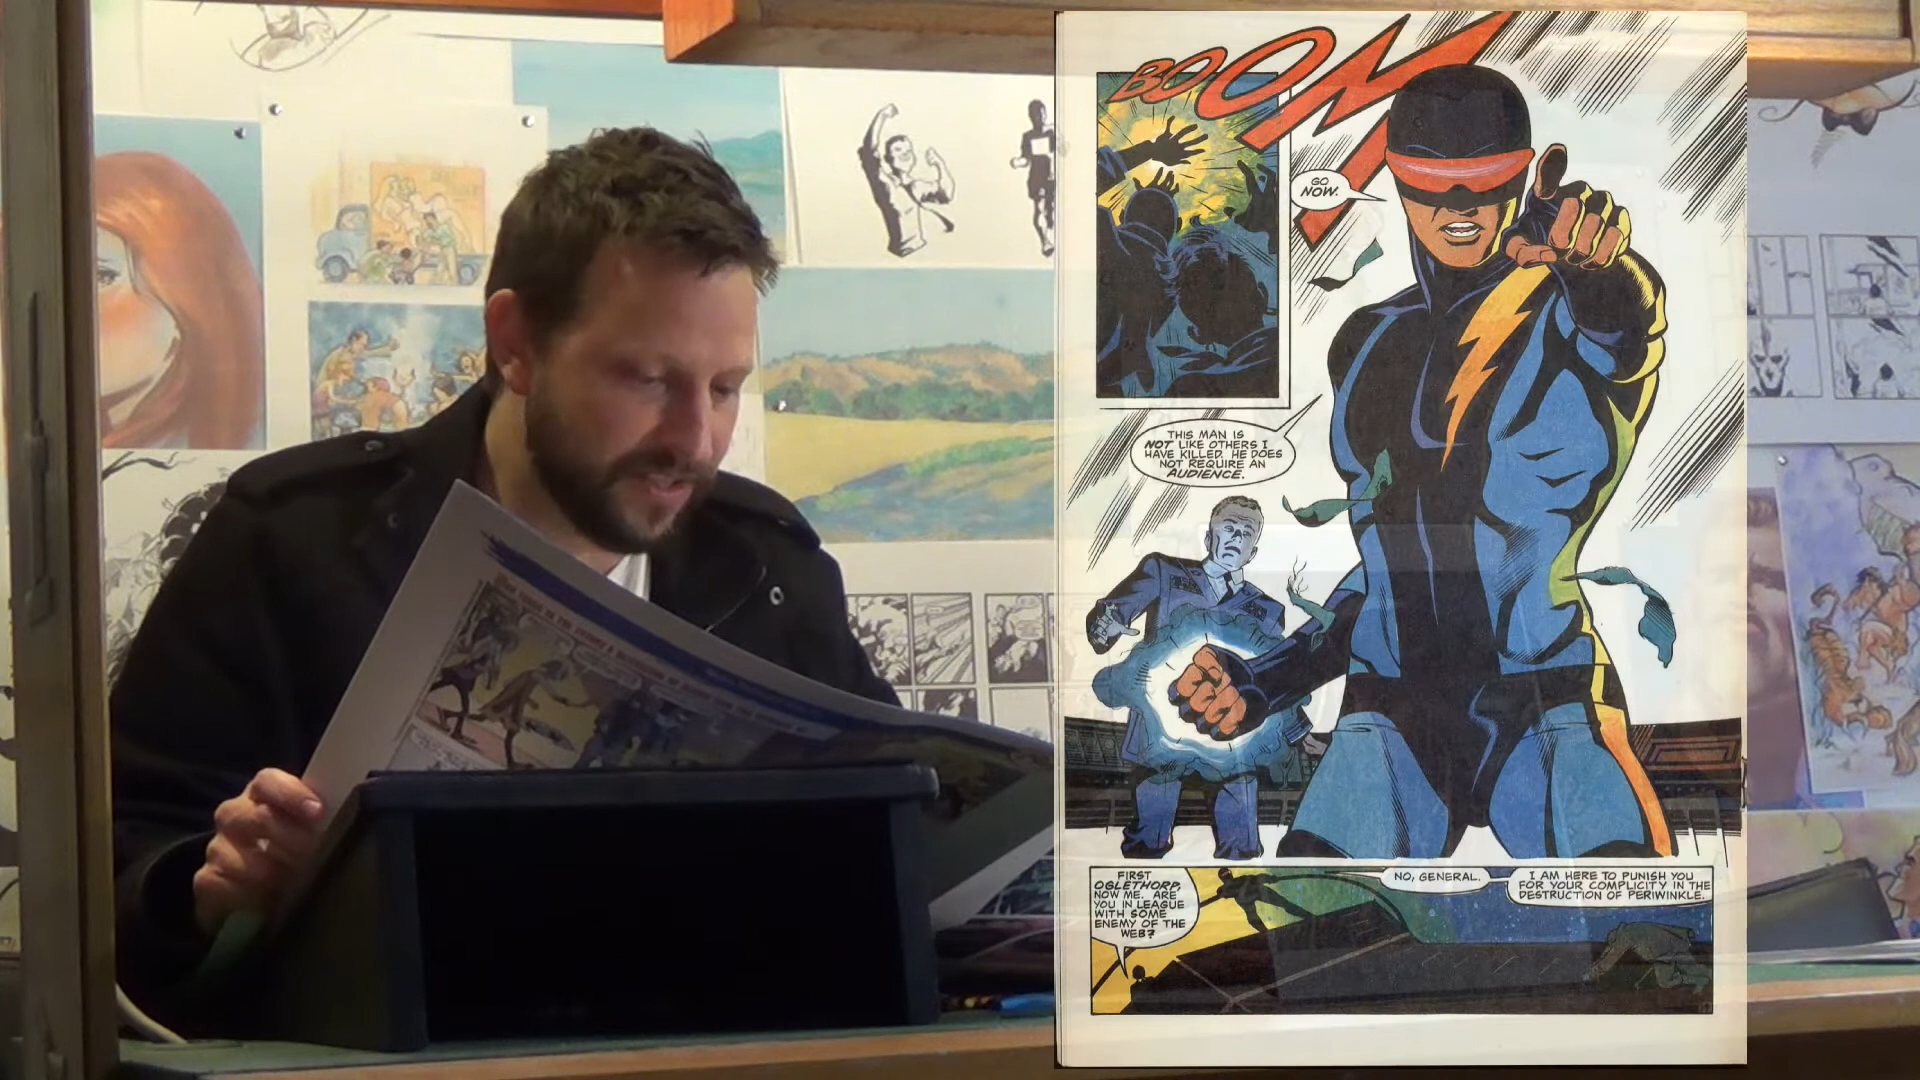 BOOM
GO
NOW.
THIS MAN IS
NOT LIKE OTHERS I
HAVE KILLED. HE DOES
NOT REQUIRE AN
AUDIENCE.
FIRST
OGLETHORP,
NOW ME. ARE
YOU IN LEAGUE
WITH SOME
ENEMY OF THE
WEB?
NO, GENERAL.
I AM HERE TO PUNISH YOU
FOR YOUR COMPLICITY IN THE
DESTRUCTION OF PERIWINKLE.